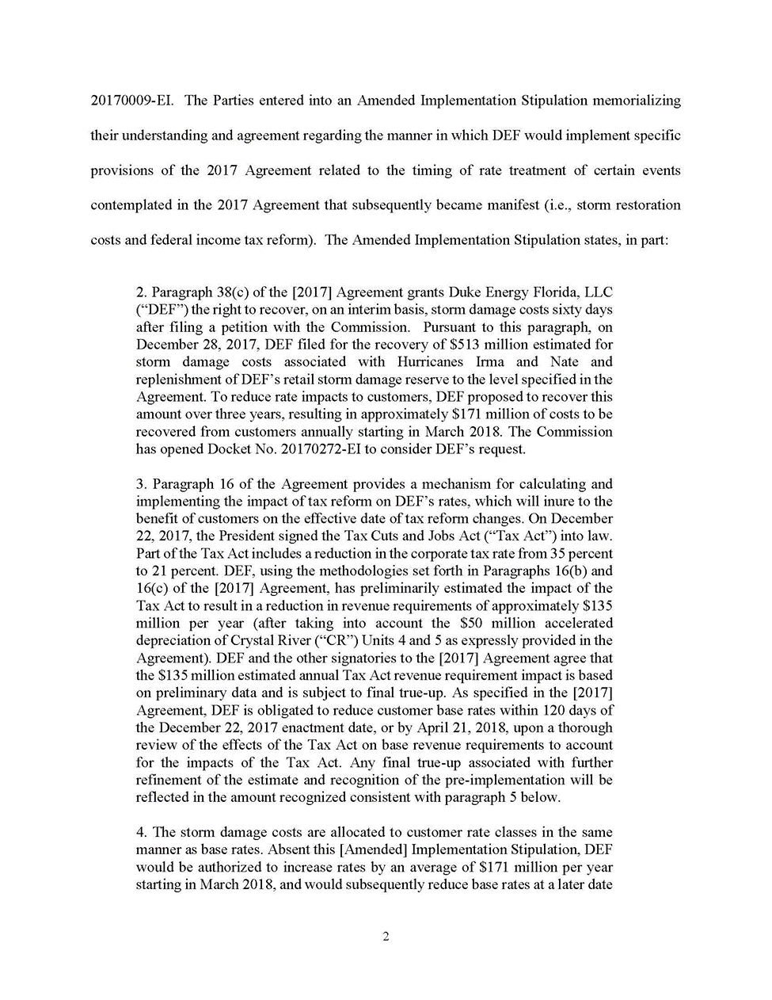 20170009-EI. The Parties entered into an Amended Implementation Stipulation memorializing
their understanding and agreement regarding the manner in which DEF would implement specific
provisions of the 2017 Agreement related to the timing of rate treatment of certain events
contemplated in the 2017 Agreement that subsequently became manifest (i.e., storm restoration
costs and federal income tax reform). The Amended Implementation Stipulation states, in part:
2. Paragraph 38(c) of the [2017] Agreement grants Duke Energy Florida, LLC
(“DEF”) the right to recover, on an interim basis, storm damage costs sixty days
after filing a petition with the Commission. Pursuant to this paragraph, on
December 28, 2017, DEF filed for the recovery of $513 million estimated for
storm damage costs associated with Hurricanes Irma and Nate and
replenishment of DEF’s retail storm damage reserve to the level specified in the
Agreement. To reduce rate impacts to customers, DEF proposed to recover this
amount over three years, resulting in approximately $171 million of costs to be
recovered from customers annually starting in March 2018. The Commission
has opened Docket No. 20170272-EI to consider DEF’s request.
3. Paragraph 16 of the Agreement provides a mechanism for calculating and
implementing the impact of tax reform on DEF’s rates, which will inure to the
benefit of customers on the effective date of tax reform changes. On December
22, 2017, the President signed the Tax Cuts and Jobs Act (“Tax Act”) into law.
Part of the Tax Act includes a reduction in the corporate tax rate from 35 percent
to 21 percent. DEF, using the methodologies set forth in Paragraphs 16(b) and
16(c) of the [2017] Agreement, has preliminarily estimated the impact of the
Tax Act to result in a reduction in revenue requirements of approximately $135
million per year (after taking into account the $50 million accelerated
depreciation of Crystal River (“CR”) Units 4 and 5 as expressly provided in the
Agreement). DEF and the other signatories to the [2017] Agreement agree that
the $135 million estimated annual Tax Act revenue requirement impact is based
on preliminary data and is subject to final true-up. As specified in the [2017]
Agreement, DEF is obligated to reduce customer base rates within 120 days of
the December 22, 2017 enactment date, or by April 21, 2018, upon a thorough
review of the effects of the Tax Act on base revenue requirements to account
for the impacts of the Tax Act. Any final true-up associated with further
refinement of the estimate and recognition of the pre-implementation will be
reflected in the amount recognized consistent with paragraph 5 below.
4. The storm damage costs are allocated to customer rate classes in the same
manner as base rates. Absent this [Amended] Implementation Stipulation, DEF
would be authorized to increase rates by an average of $171 million per year
starting in March 2018, and would subsequently reduce base rates at a later date
2